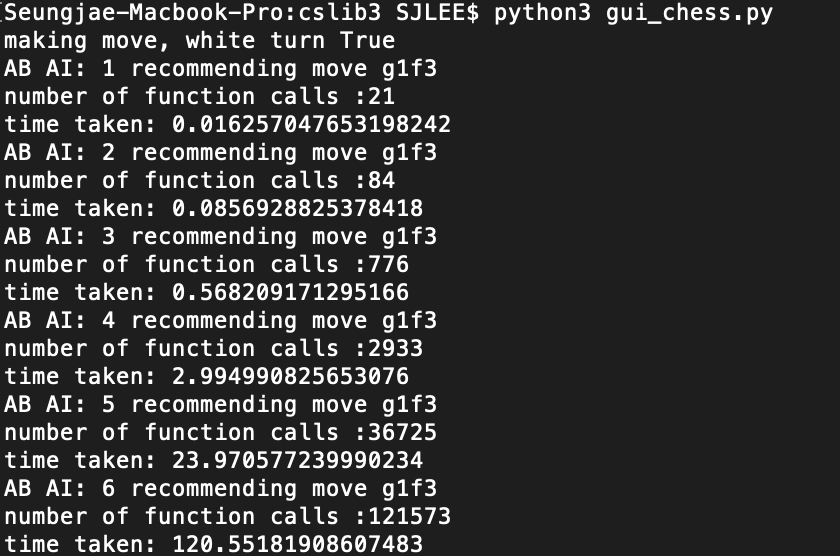 Seungjae-Macbook-Pro:cslib3 SJLEE$ python3 gui_chess.py
making move, white turn True
AB AI: 1 recommending move g1f3
number of function calls :21
time taken: 0.016257047653198242
AB AI: 2 recommending move g1f3
number of function calls :84
time taken: 0.0856928825378418
AB AI: 3 recommending move g1f3
number of function calls :776
time taken: 0.568209171295166
AB AI: 4 recommending move g1f3
number of function calls :2933
time taken: 2.994990825653076
AB AI: 5 recommending move g1f3
number of function calls :36725
time taken: 23.970577239990234
AB AI: 6 recommending move g1f3
number of function calls :121573
time taken: 120.55181908607483